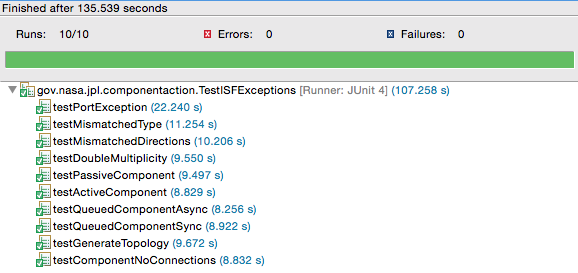 Finished after 135.539 seconds
Runs: 10/10 Errors: 0 Failures: 0
gov.nasa.jpl.componentaction.TestISFExceptions [Runner: JUnit 4] (107.258 s)
testPortException (22.240 s)
testMismatchedType (11.254 s)
testMismatchedDirections (10.206 s)
testDoubleMultiplicity (9.550 s)
testPassiveComponent (9.497 s)
testActiveComponent (8.829 s)
testQueuedComponentAsync (8.256 s)
testQueuedComponentSync (8.922 s)
testGenerateTopology (9.672 s)
testComponentNoConnections (8.832 s)